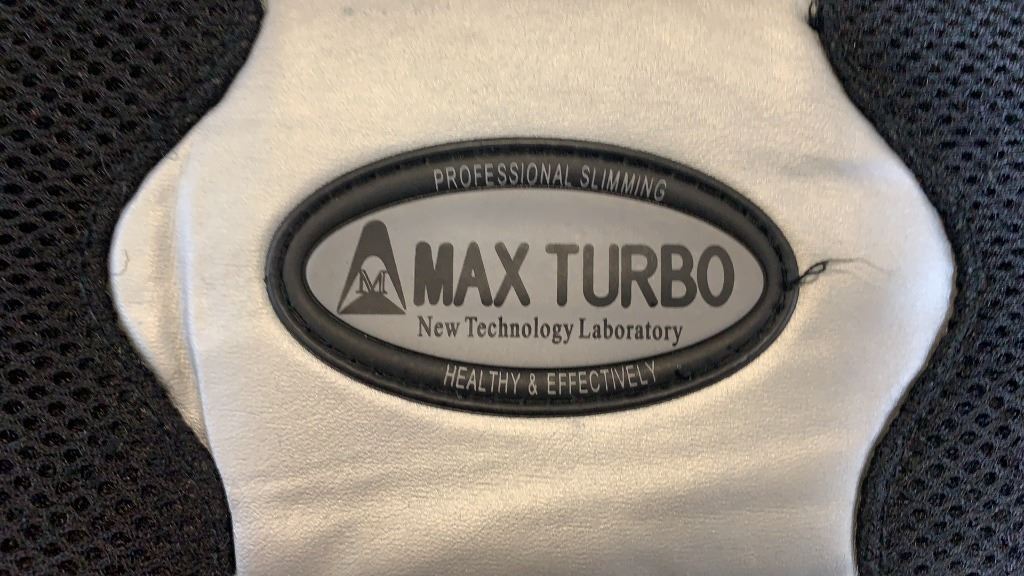 PROFESSIONAL SLIMMING
M
MAX TURBO
New Technology Laboratory
HEALTHY & EFFECTIVELY